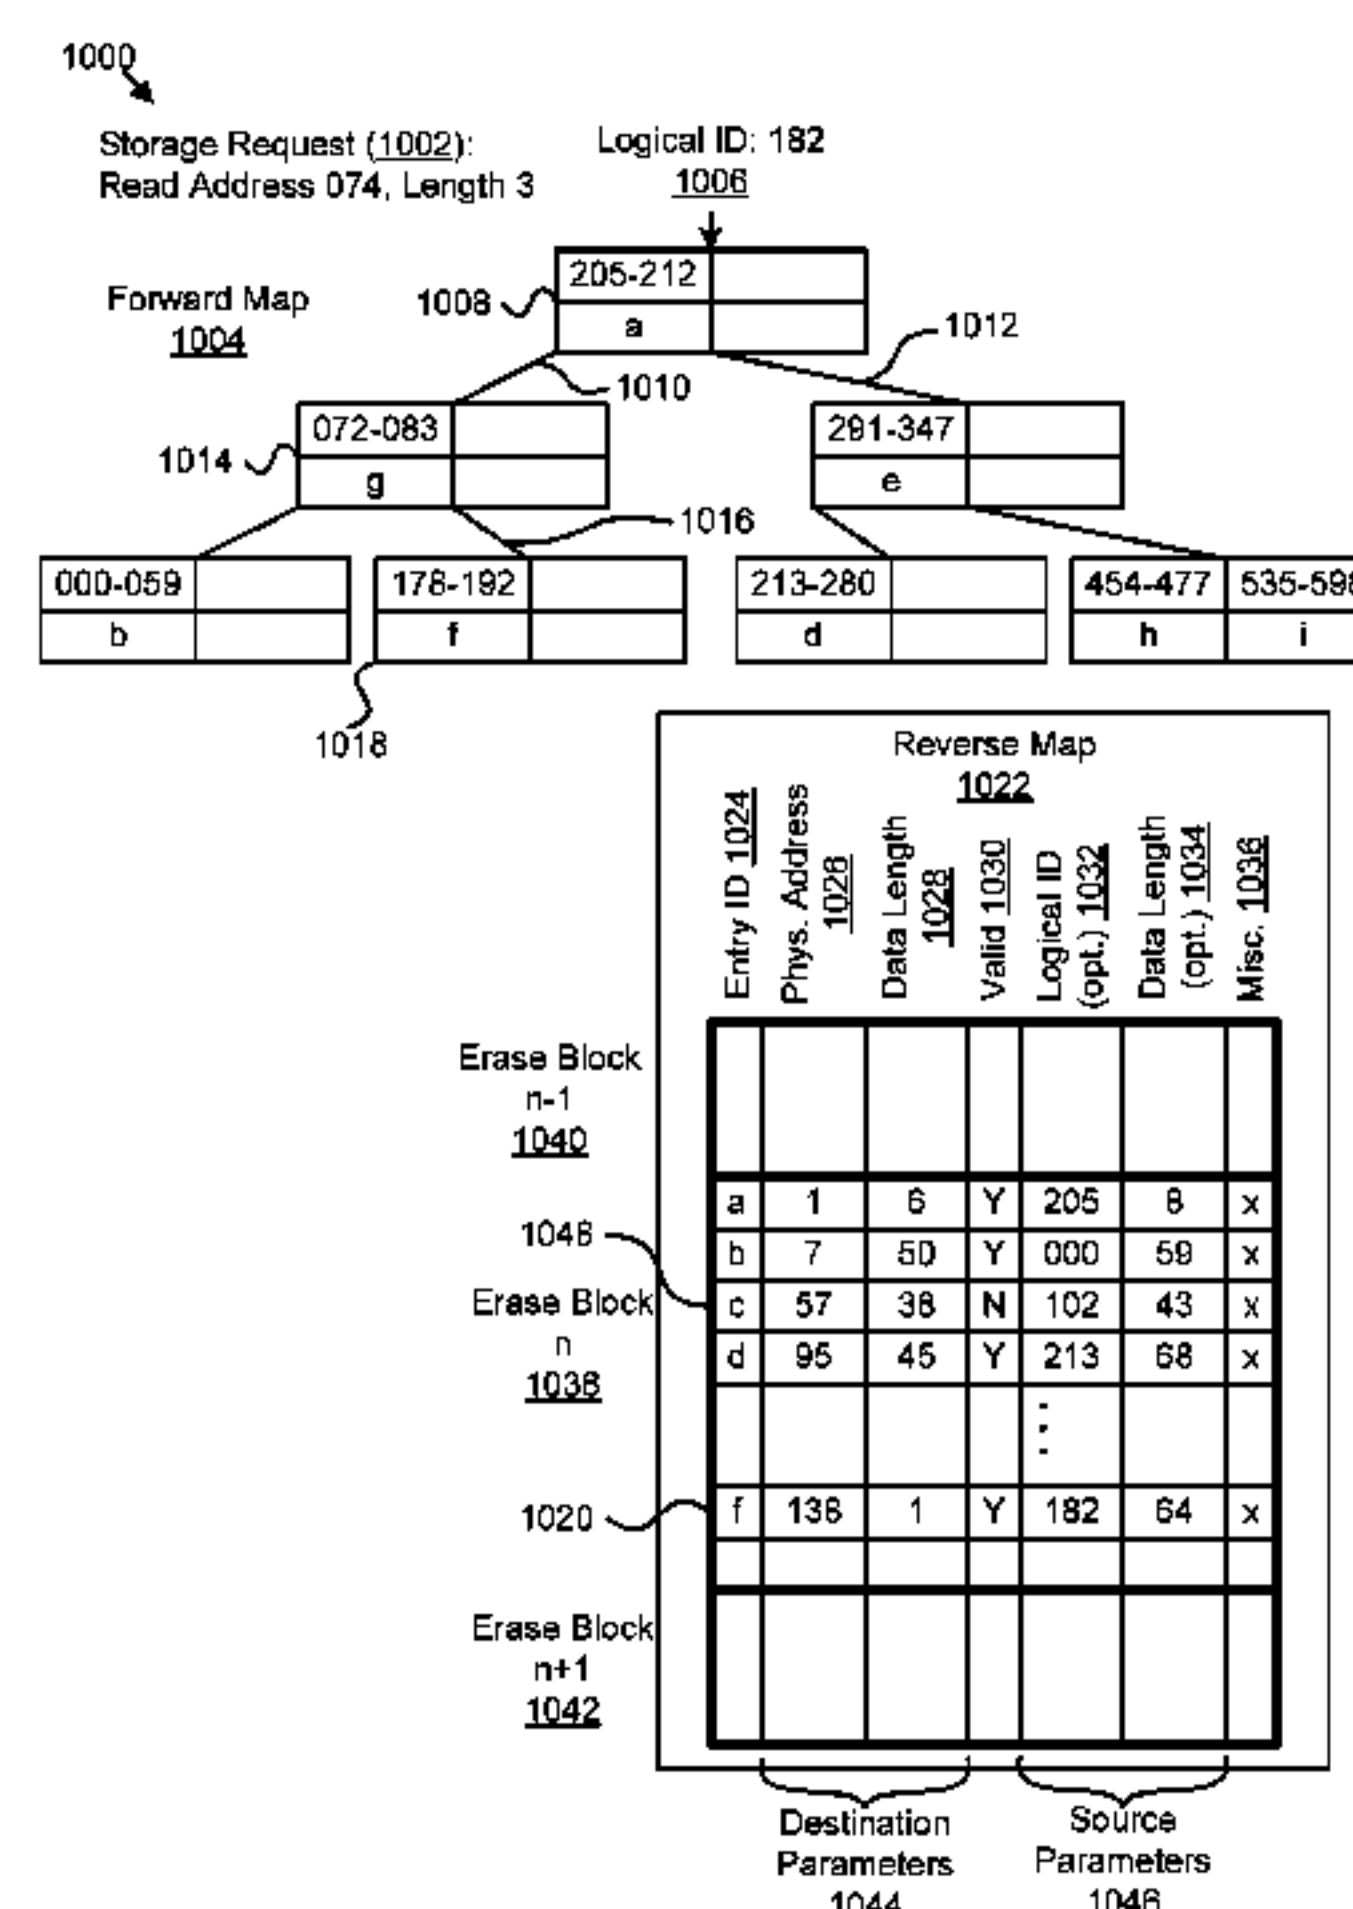 1000
Storage Request (1002):
Read Address 074, Length 3
Logical ID: 182
1006
Forward Map
1004
1008
205-212
a
1012
1010
1014
072-083
g
291-347
e
1016
000-059
b
178-192
f
213-280
d
454-477 535-598
h i
1018
Reverse Map
1022
Entry ID 1024
Phys. Address
1026
Data Length
1028
Valid 1030
Logical ID
(opt.) 1032
Data Length
(opt.) 1034
Misc. 1036
Erase Block
n-1
1040
a 1 6 Y 205 8 x
1048
b 7 50 Y 000 59 x
Erase Block
n
1038
c 57 38 N 102 43 x
d 95 45 Y 213 68 x
1020
f 138 1 Y 182 64 x
Erase Block
n+1
1042
Destination
Parameters
1044
Source
Parameters
1046